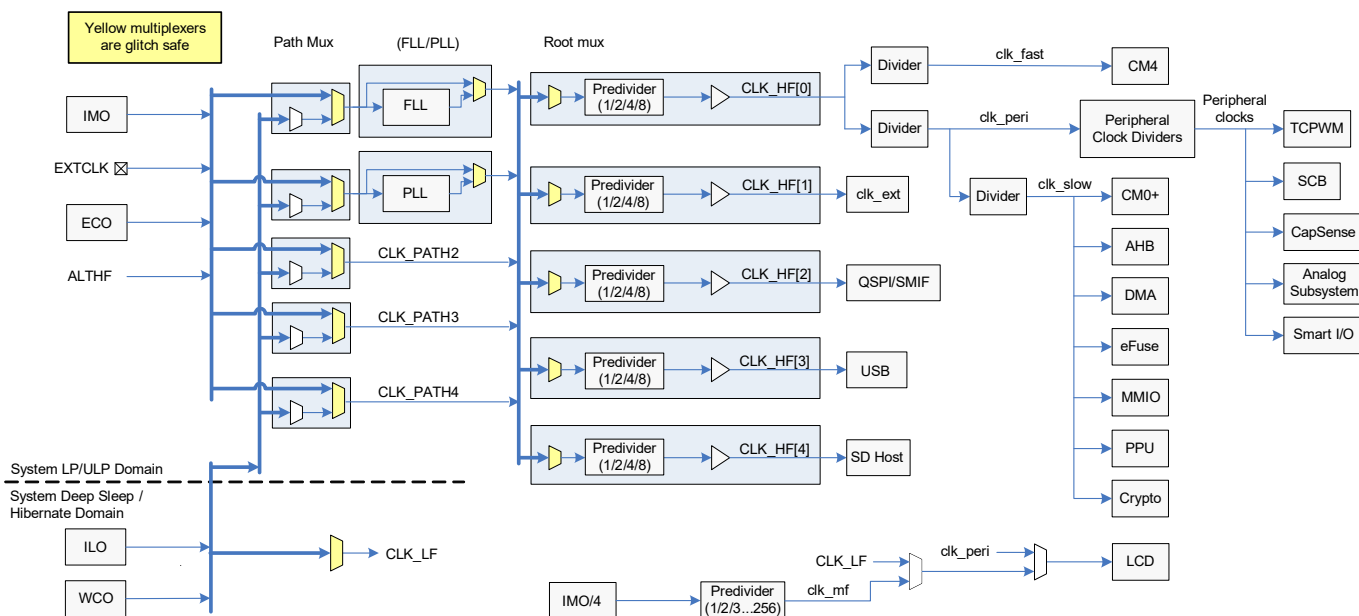 Yellow multiplexers
are glitch safe
Path Mux
(FLL/PLL)
Root mux
IMO
EXTCLK
ECO
ALTHF
FLL
PLL
CLK_PATH2
CLK_PATH3
CLK_PATH4
Predivider
(1/2/4/8)
CLK_HF[0]
Predivider
(1/2/4/8)
CLK_HF[1]
clk_ext
Predivider
(1/2/4/8)
CLK_HF[2]
QSPI/SMIF
Predivider
(1/2/4/8)
CLK_HF[3]
USB
Predivider
(1/2/4/8)
CLK_HF[4]
SD Host
Divider
clk_fast
CM4
Divider
clk_peri
Peripheral
Clock Dividers
Peripheral
clocks
TCPWM
SCB
CapSense
Analog
Subsystem
Smart I/O
Divider
clk_slow
CM0+
AHB
DMA
eFuse
MMIO
PPU
Crypto
System LP/ULP Domain
System Deep Sleep /
Hibernate Domain
ILO
WCO
CLK_LF
IMO/4
Predivider
(1/2/3...256)
clk_mf
CLK_LF
clk_peri
LCD